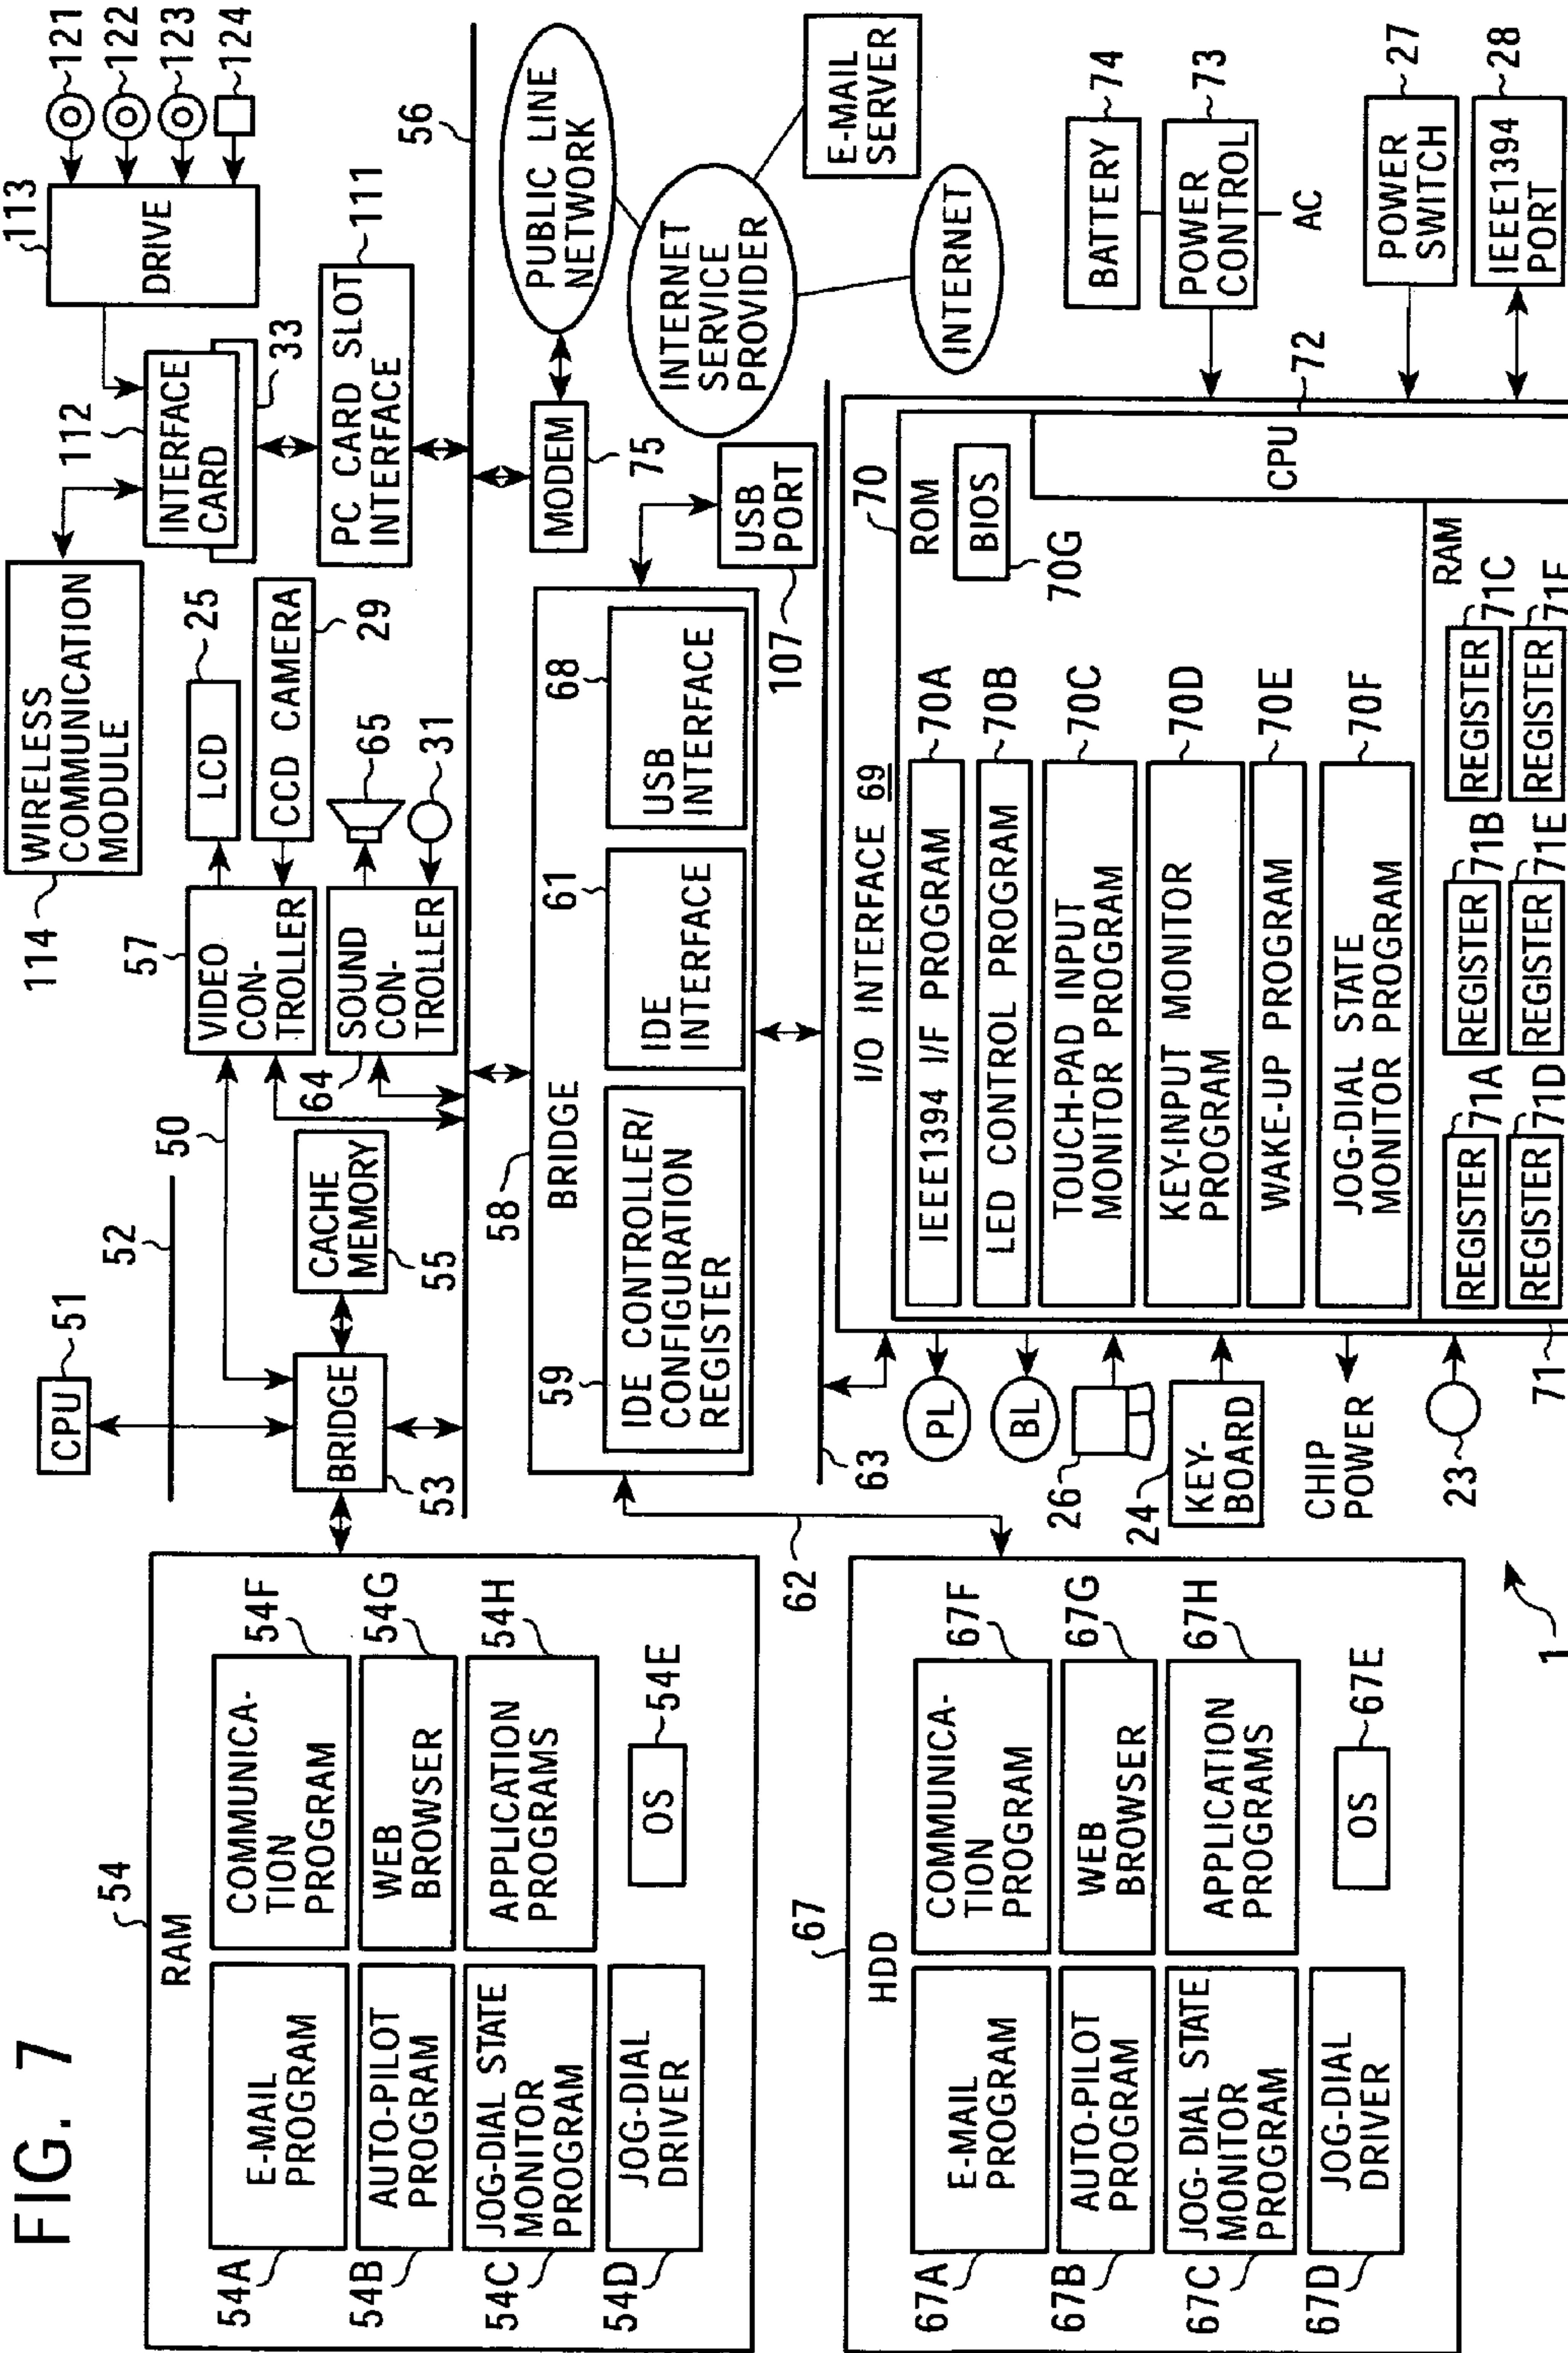 FIG. 7
54
RAM
54A
E-MAIL
PROGRAM
COMMUNICA-
TION
PROGRAM
54F
54B
AUTO-PILOT
PROGRAM
WEB
BROWSER
54G
54C
JOG-DIAL STATE
MONITOR
PROGRAM
APPLICATION
PROGRAMS
54H
54D
JOG-DIAL
DRIVER
OS
54E
67
HDD
67A
E-MAIL
PROGRAM
COMMUNICA-
TION
PROGRAM
67F
67B
AUTO-PILOT
PROGRAM
WEB
BROWSER
67G
67C
JOG-DIAL STATE
MONITOR
PROGRAM
APPLICATION
PROGRAMS
67H
67D
JOG-DIAL
DRIVER
OS
67E
62
1
CPU
51
52
50
BRIDGE
53
CACHE
MEMORY
55
114
WIRELESS
COMMUNICATION
MODULE
57
VIDEO
CON-
TROLLER
LCD
25
CCD CAMERA
29
64
SOUND
CON-
TROLLER
65
31
112
INTERFACE
CARD
33
113
DRIVE
121
122
123
124
PC CARD SLOT
INTERFACE
111
56
58
BRIDGE
59
IDE CONTROLLER/
CONFIGURATION
REGISTER
61
IDE
INTERFACE
68
USB
INTERFACE
MODEM
75
USB
PORT
107
PUBLIC LINE
NETWORK
INTERNET
SERVICE
PROVIDER
E-MAIL
SERVER
INTERNET
63
PL
BL
26
24
KEY-
BOARD
CHIP
POWER
23
I/O INTERFACE 69
70
ROM
IEEE1394 I/F PROGRAM
70A
BIOS
70G
LED CONTROL PROGRAM
70B
TOUCH-PAD INPUT
MONITOR PROGRAM
70C
KEY-INPUT MONITOR
PROGRAM
70D
WAKE-UP PROGRAM
70E
JOG-DIAL STATE
MONITOR PROGRAM
70F
CPU
72
RAM
71
REGISTER
71A
REGISTER
71B
REGISTER
71C
REGISTER
71D
REGISTER
71E
REGISTER
71F
BATTERY
74
POWER
CONTROL
73
AC
POWER
SWITCH
27
IEEE1394
PORT
28